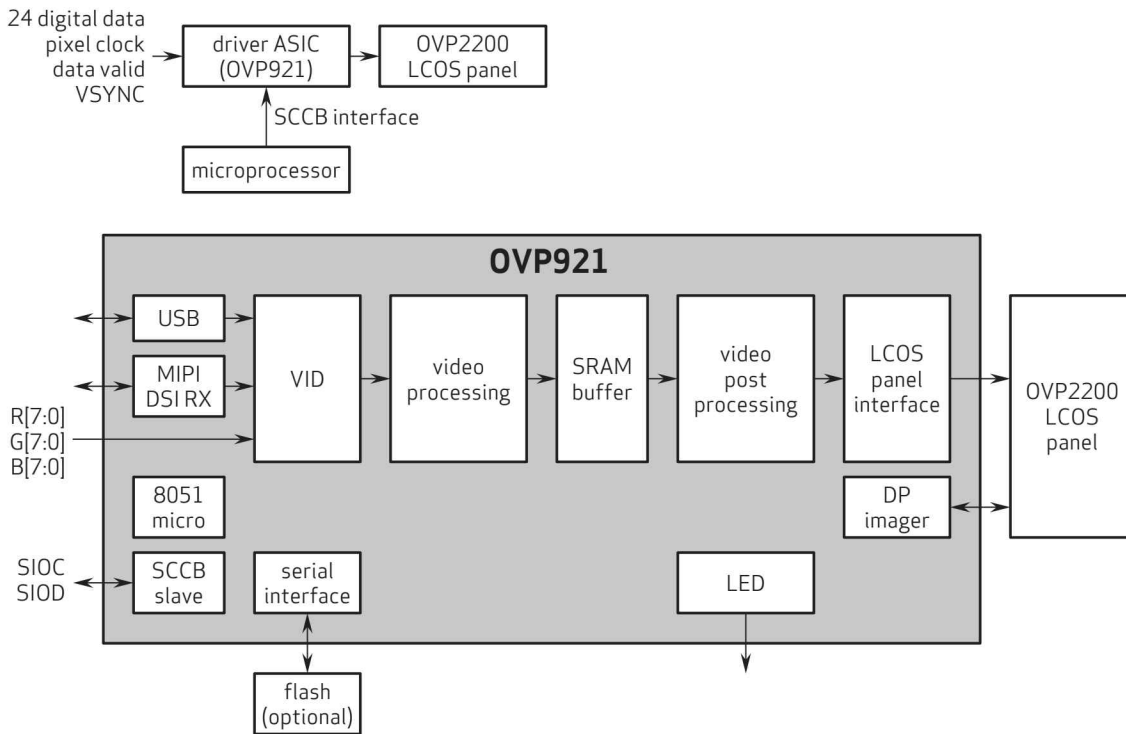 24 digital data
pixel clock
data valid
VSYNC
driver ASIC
(OVP921)
OVP2200
LCOS panel
SCCB interface
microprocessor
OVP921
USB
MIPI
DSI RX
R[7:0]
G[7:0]
B[7:0]
VID
video
processing
SRAM
buffer
video
post
processing
LCOS
panel
interface
OVP2200
LCOS
panel
8051
micro
DP
imager
SIOC
SIOD
SCCB
slave
serial
interface
LED
flash
(optional)